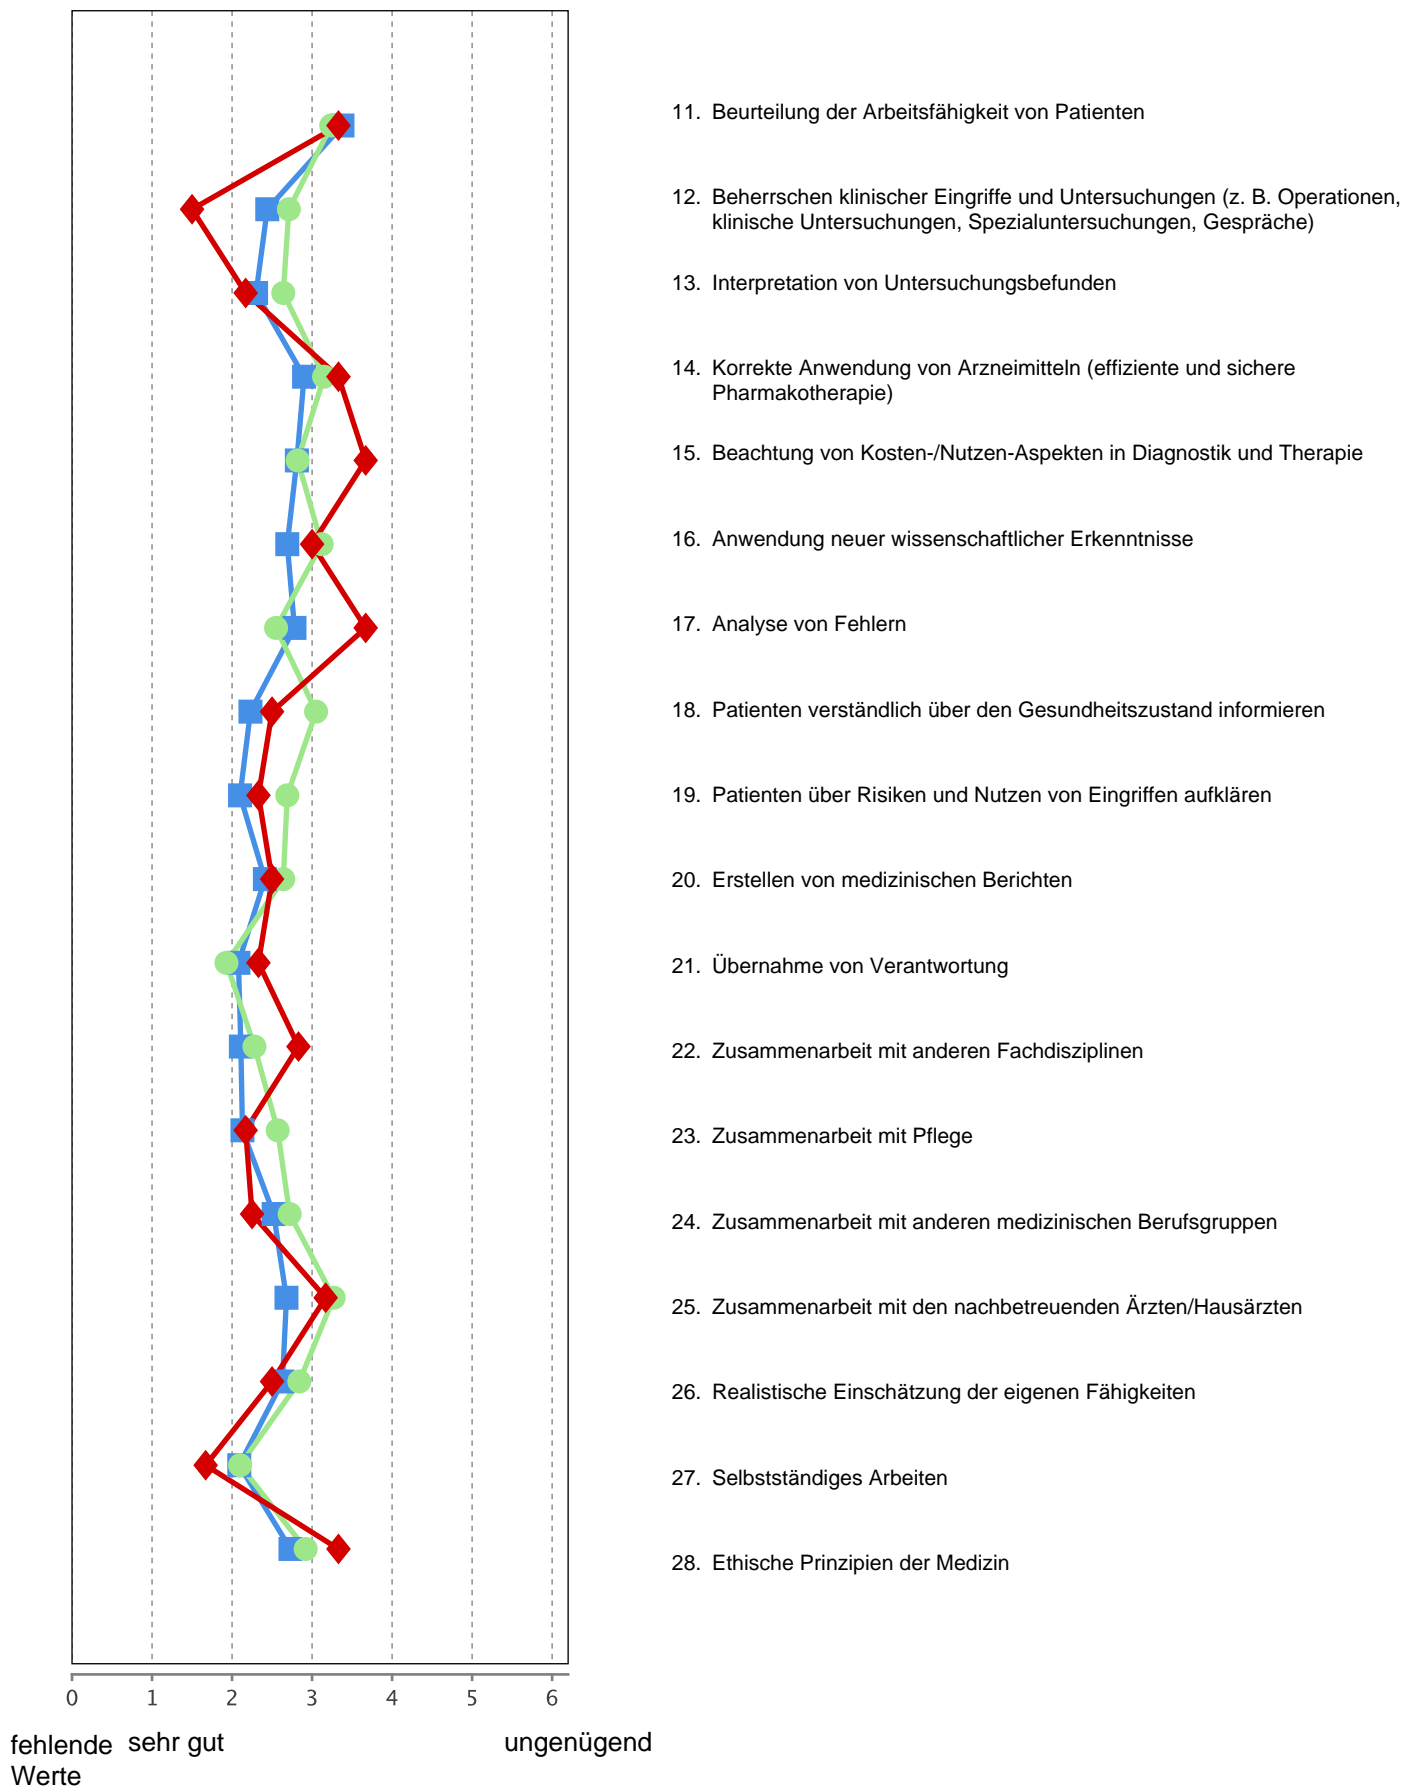 11. Beurteilung der Arbeitsfähigkeit von Patienten
12. Beherrschen klinischer Eingriffe und Untersuchungen (z. B. Operationen,
klinische Untersuchungen, Spezialuntersuchungen, Gespräche)
13. Interpretation von Untersuchungsbefunden
14. Korrekte Anwendung von Arzneimitteln (effiziente und sichere
Pharmakotherapie)
15. Beachtung von Kosten-/Nutzen-Aspekten in Diagnostik und Therapie
16. Anwendung neuer wissenschaftlicher Erkenntnisse
17. Analyse von Fehlern
18. Patienten verständlich über den Gesundheitszustand informieren
19. Patienten über Risiken und Nutzen von Eingriffen aufklären
20. Erstellen von medizinischen Berichten
21. Übernahme von Verantwortung
22. Zusammenarbeit mit anderen Fachdisziplinen
23. Zusammenarbeit mit Pflege
24. Zusammenarbeit mit anderen medizinischen Berufsgruppen
25. Zusammenarbeit mit den nachbetreuenden Ärzten/Hausärzten
26. Realistische Einschätzung der eigenen Fähigkeiten
27. Selbstständiges Arbeiten
28. Ethische Prinzipien der Medizin
0 1 2 3 4 5 6
fehlende sehr gut ungenügend
Werte